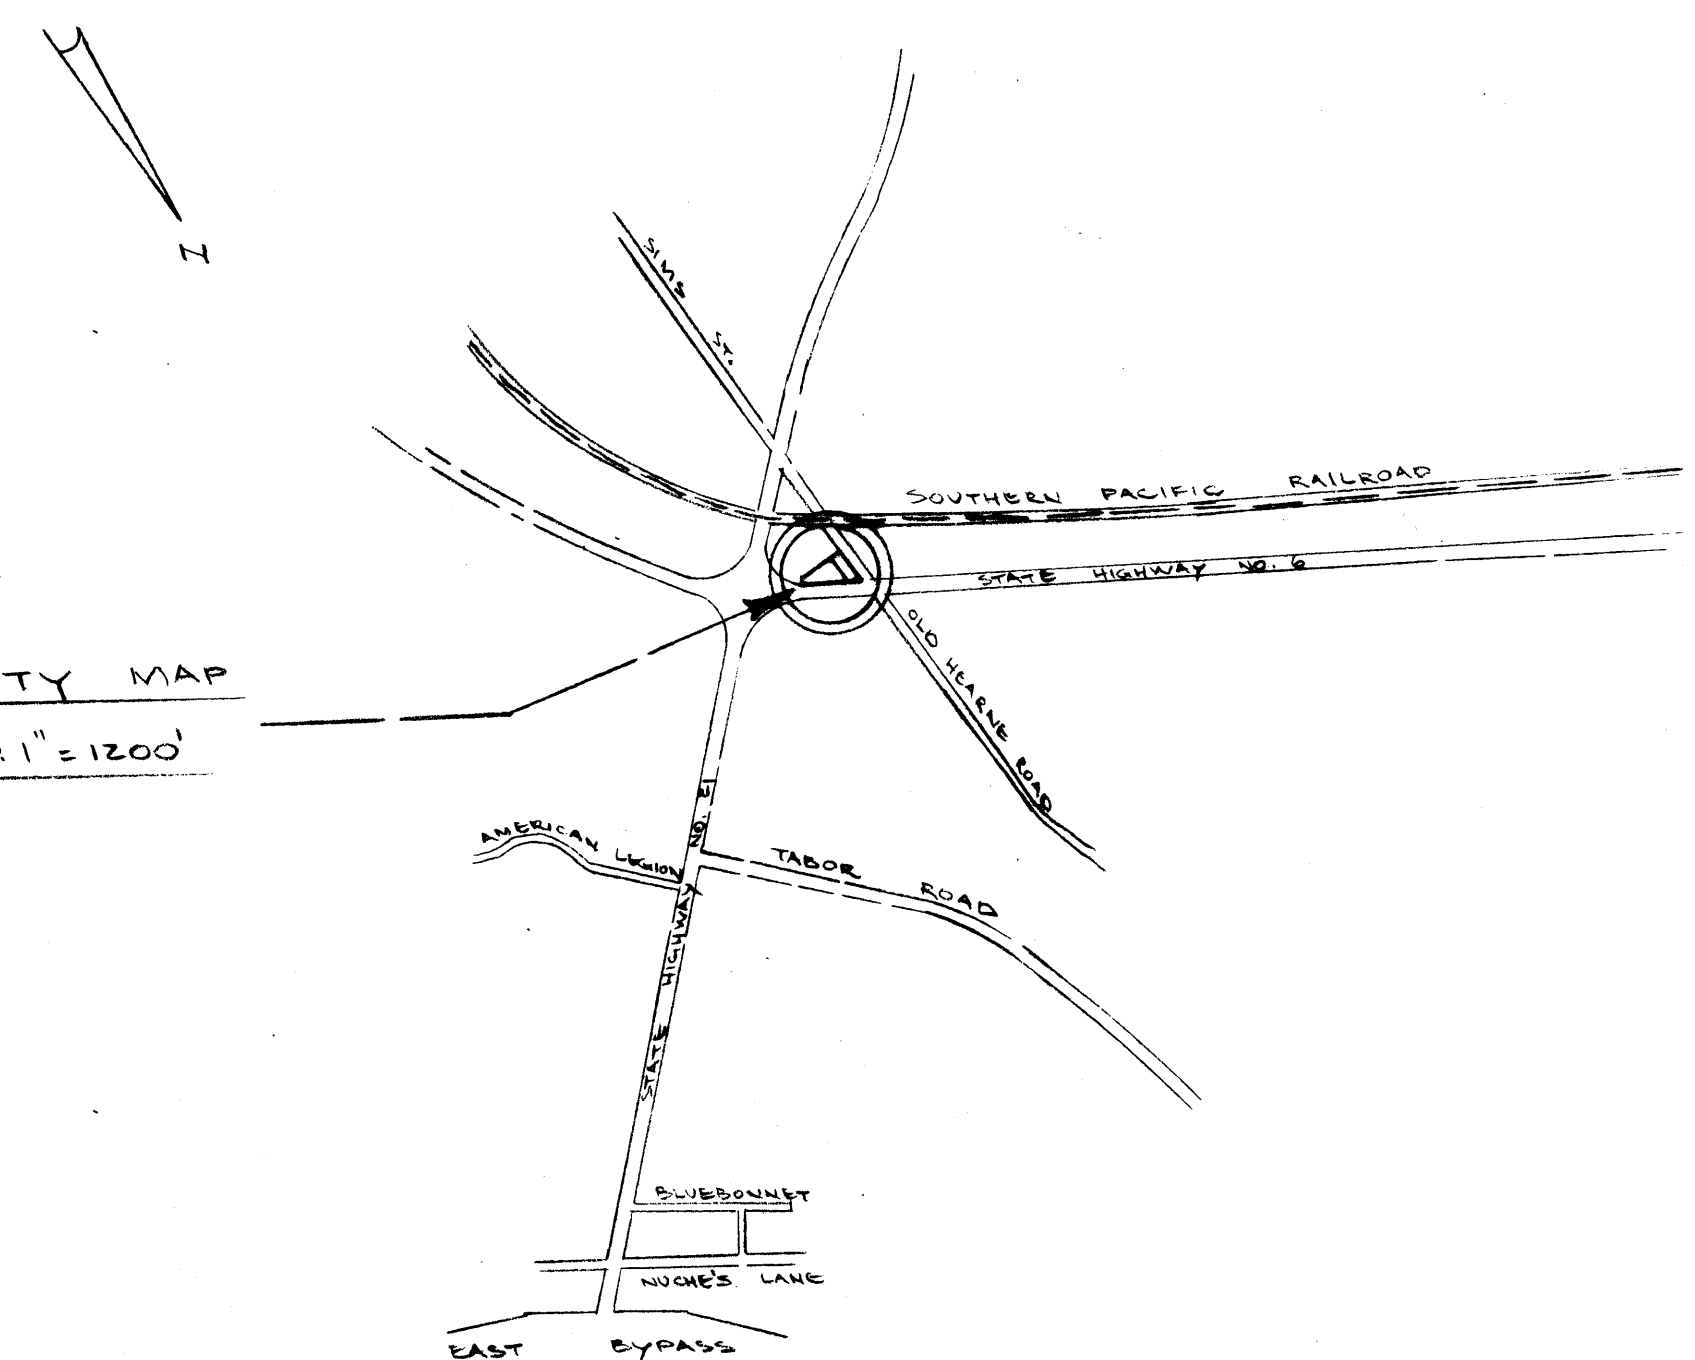 N
SIMS ST.
SOUTHERN PACIFIC RAILROAD
STATE HIGHWAY NO. 6
OLD HEARNE ROAD
TY MAP
: 1" = 1200'
STATE HIGHWAY NO. 21
AMERICAN LEGION
TABOR ROAD
BLUEBONNET
NUCHE'S LANE
EAST BYPASS